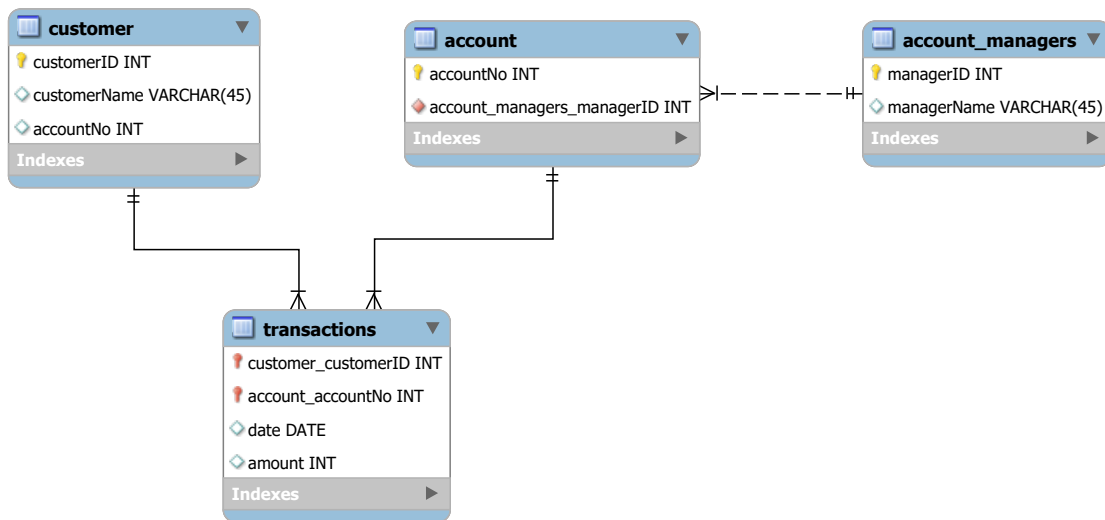 customer
customerID INT
customerName VARCHAR(45)
accountNo INT
Indexes
account
accountNo INT
account_managers_managerID INT
Indexes
account_managers
managerID INT
managerName VARCHAR(45)
Indexes
transactions
customer_customerID INT
account_accountNo INT
date DATE
amount INT
Indexes